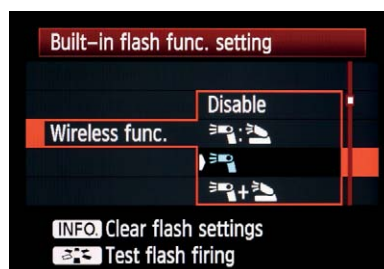 Built-in flash func. setting
Disable
Wireless func.
:
+
INFO. Clear flash settings
Test flash firing